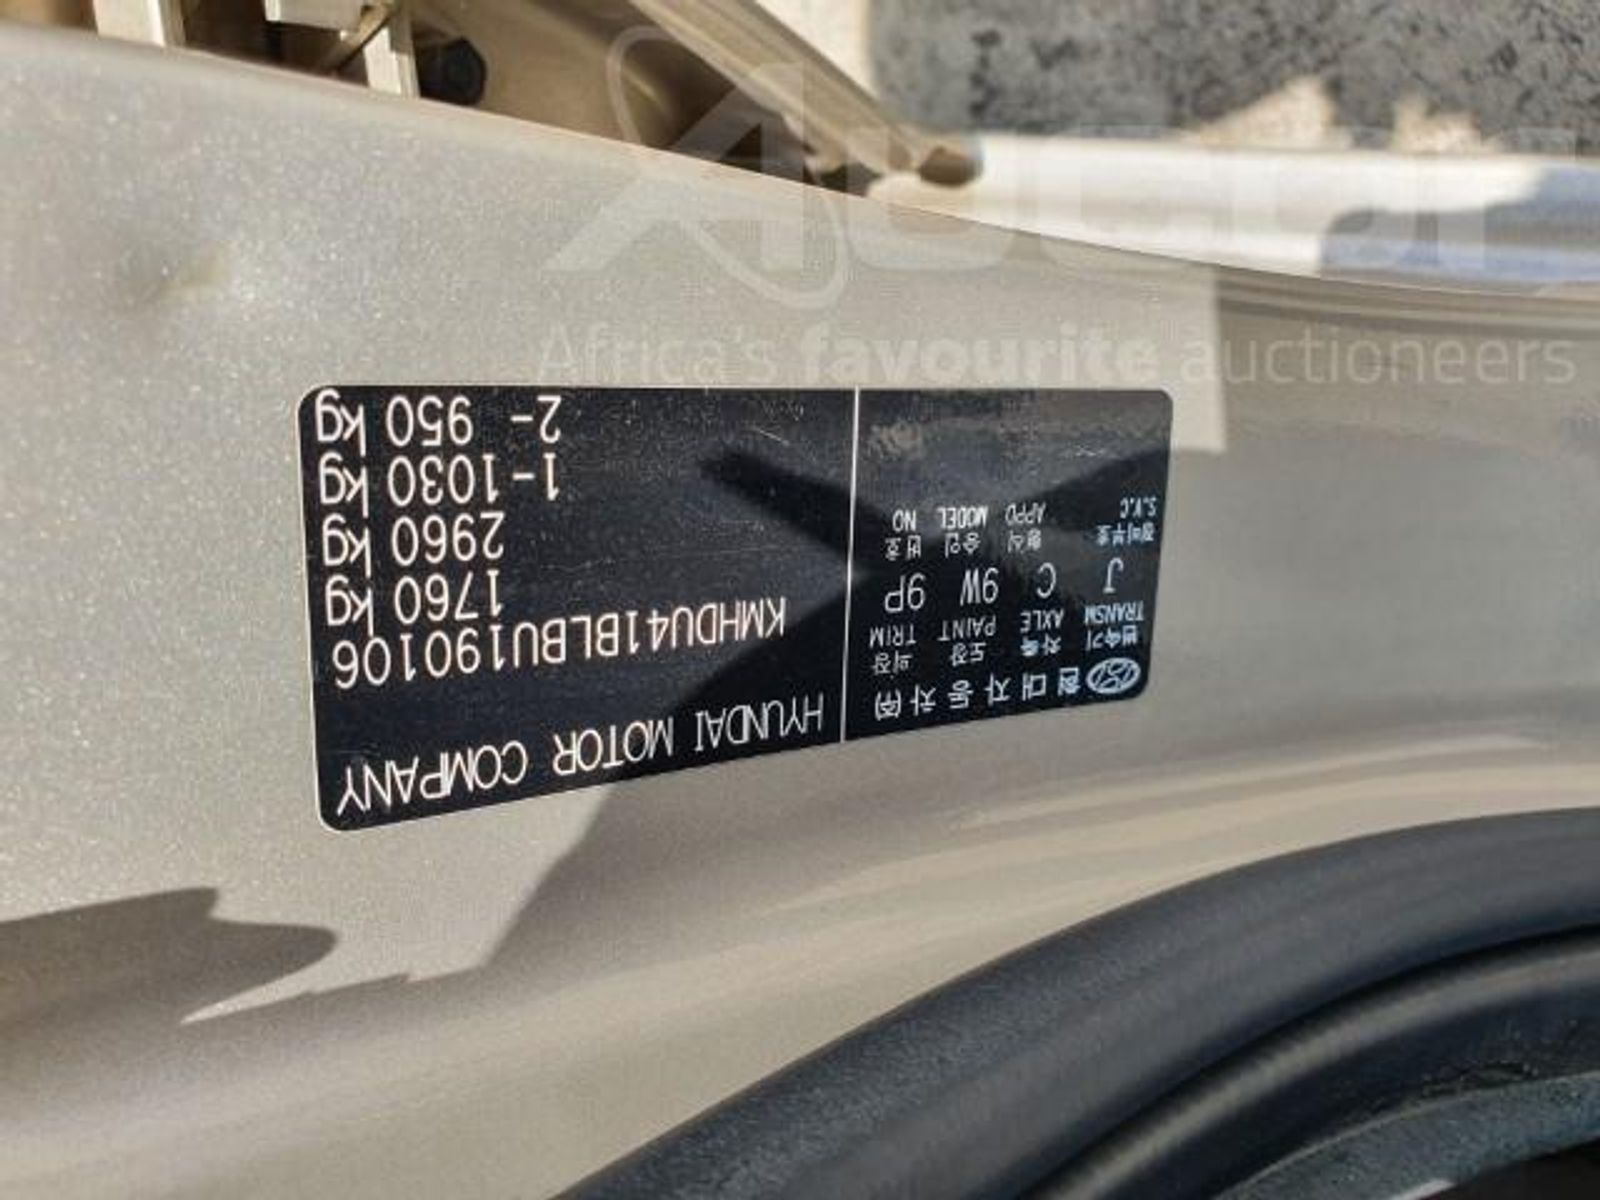 현대자동차(주)
변속기 차축 도장 의장
TRANSM AXLE PAINT TRIM
J C 9W 9P
정비부호 형식 승인 번호
S.V.C APPD MODEL NO
HYUNDAI MOTOR COMPANY
KMHDU41BLBU190106
1760 kg
2960 kg
1-1030 kg
2- 950 kg
Africa's favourite auctioneers